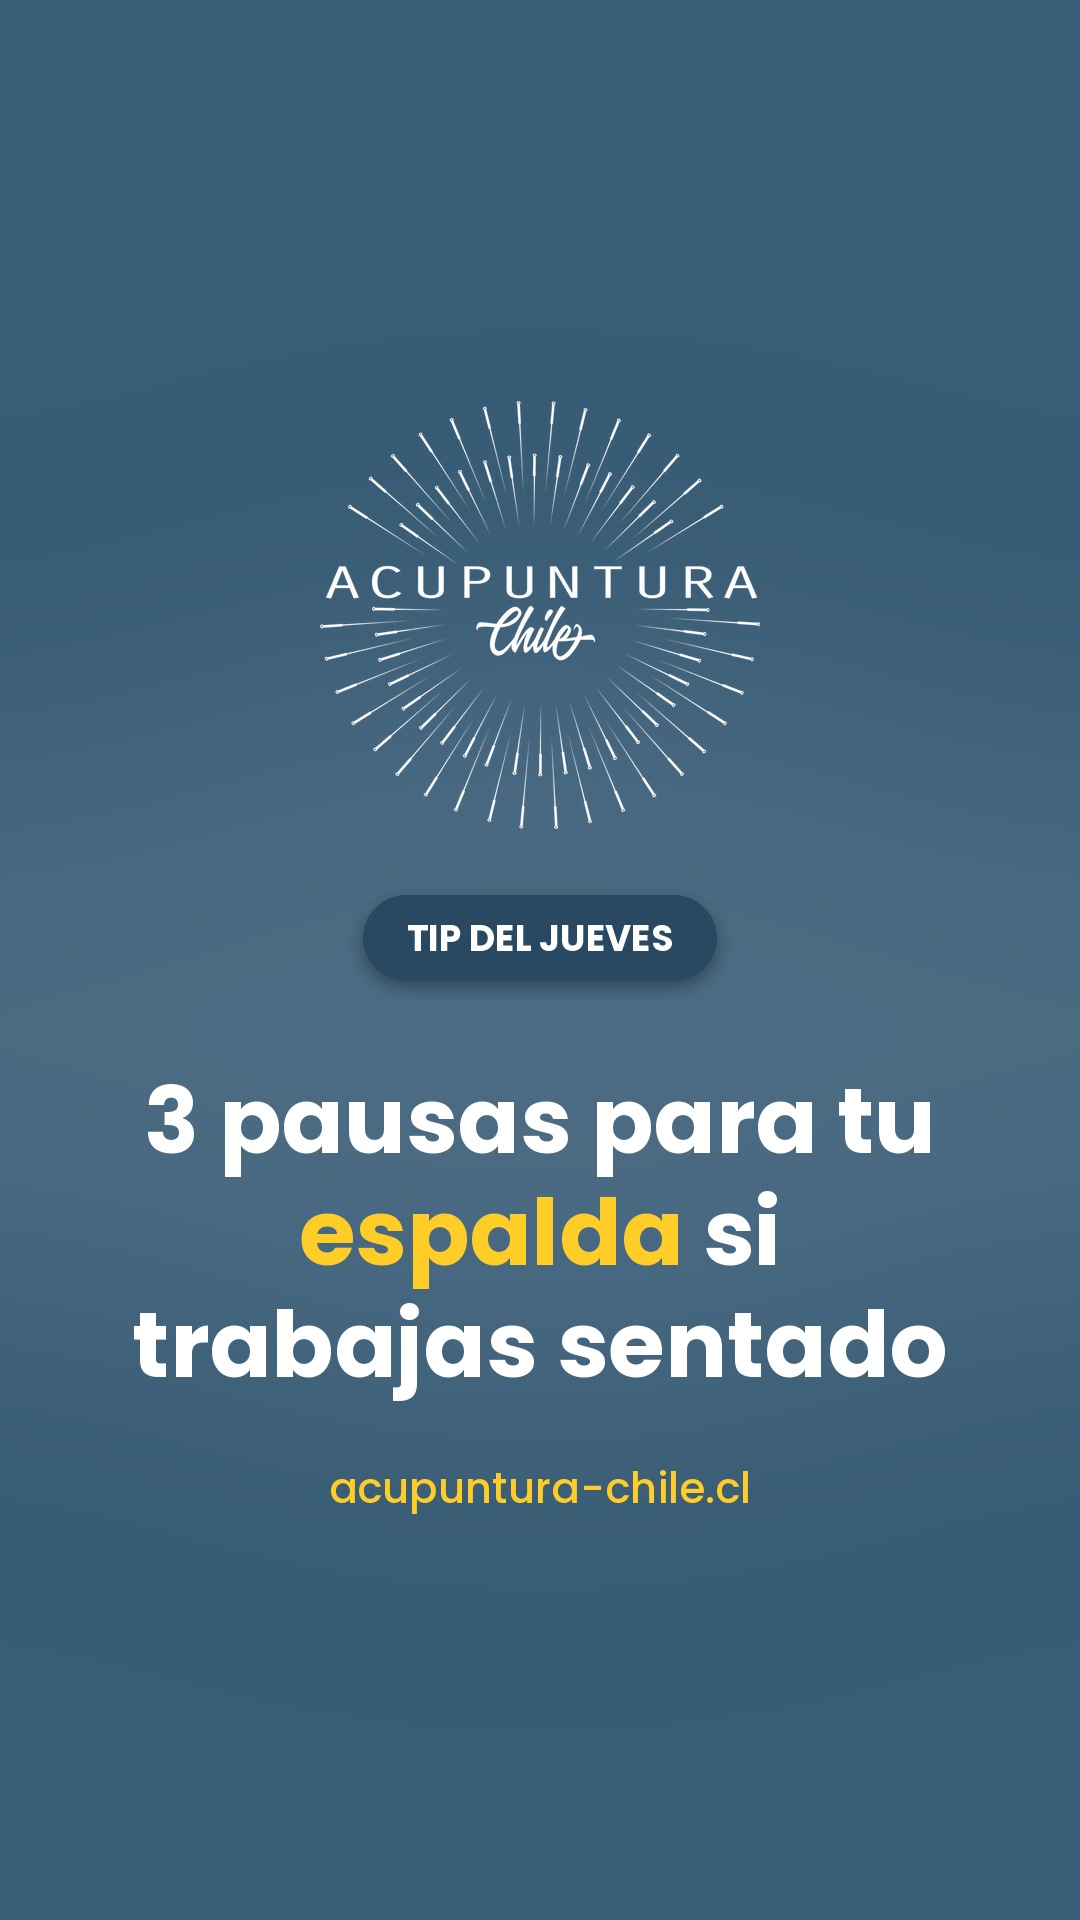 ACUPUNTURA
Chile
TIP DEL JUEVES
3 pausas para tu
espalda si
trabajas sentado
acupuntura-chile.cl